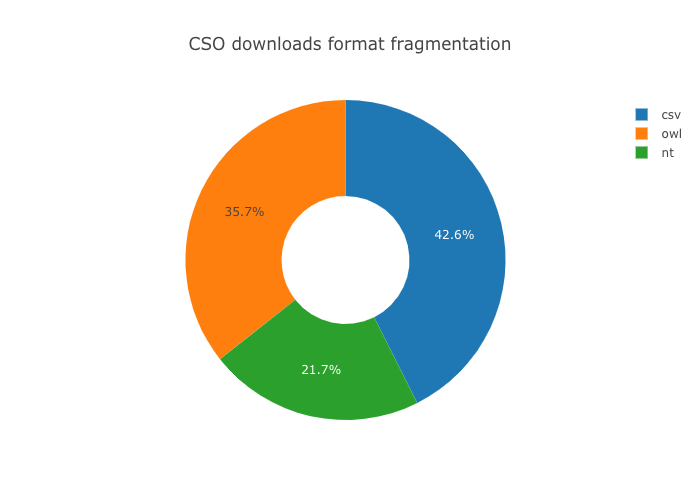 CSO downloads format fragmentation
csv
owl
nt
35.7%
42.6%
21.7%